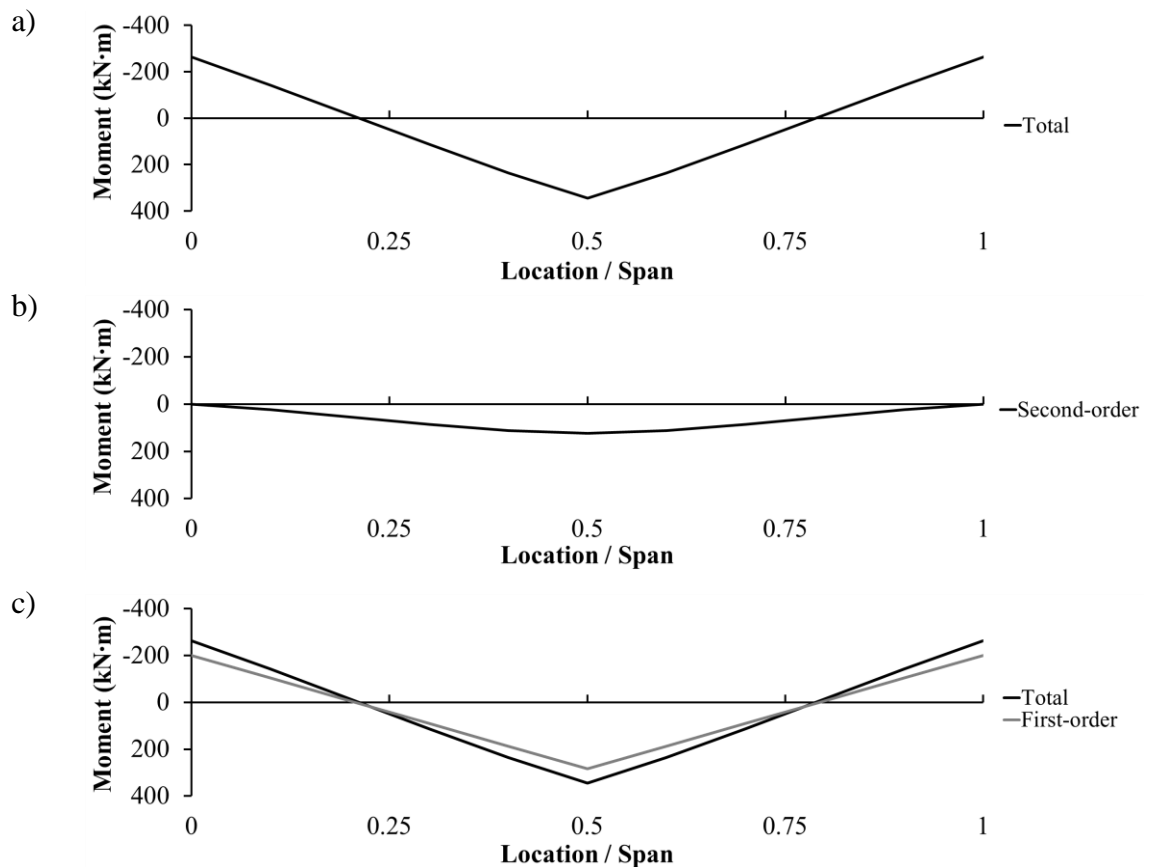 a)
Moment (kN·m)
-400
-200
0
200
400
0 0.25 0.5 0.75 1
Location / Span
Total
b)
Moment (kN·m)
-400
-200
0
200
400
0 0.25 0.5 0.75 1
Location / Span
Second-order
c)
Moment (kN·m)
-400
-200
0
200
400
0 0.25 0.5 0.75 1
Location / Span
Total
First-order